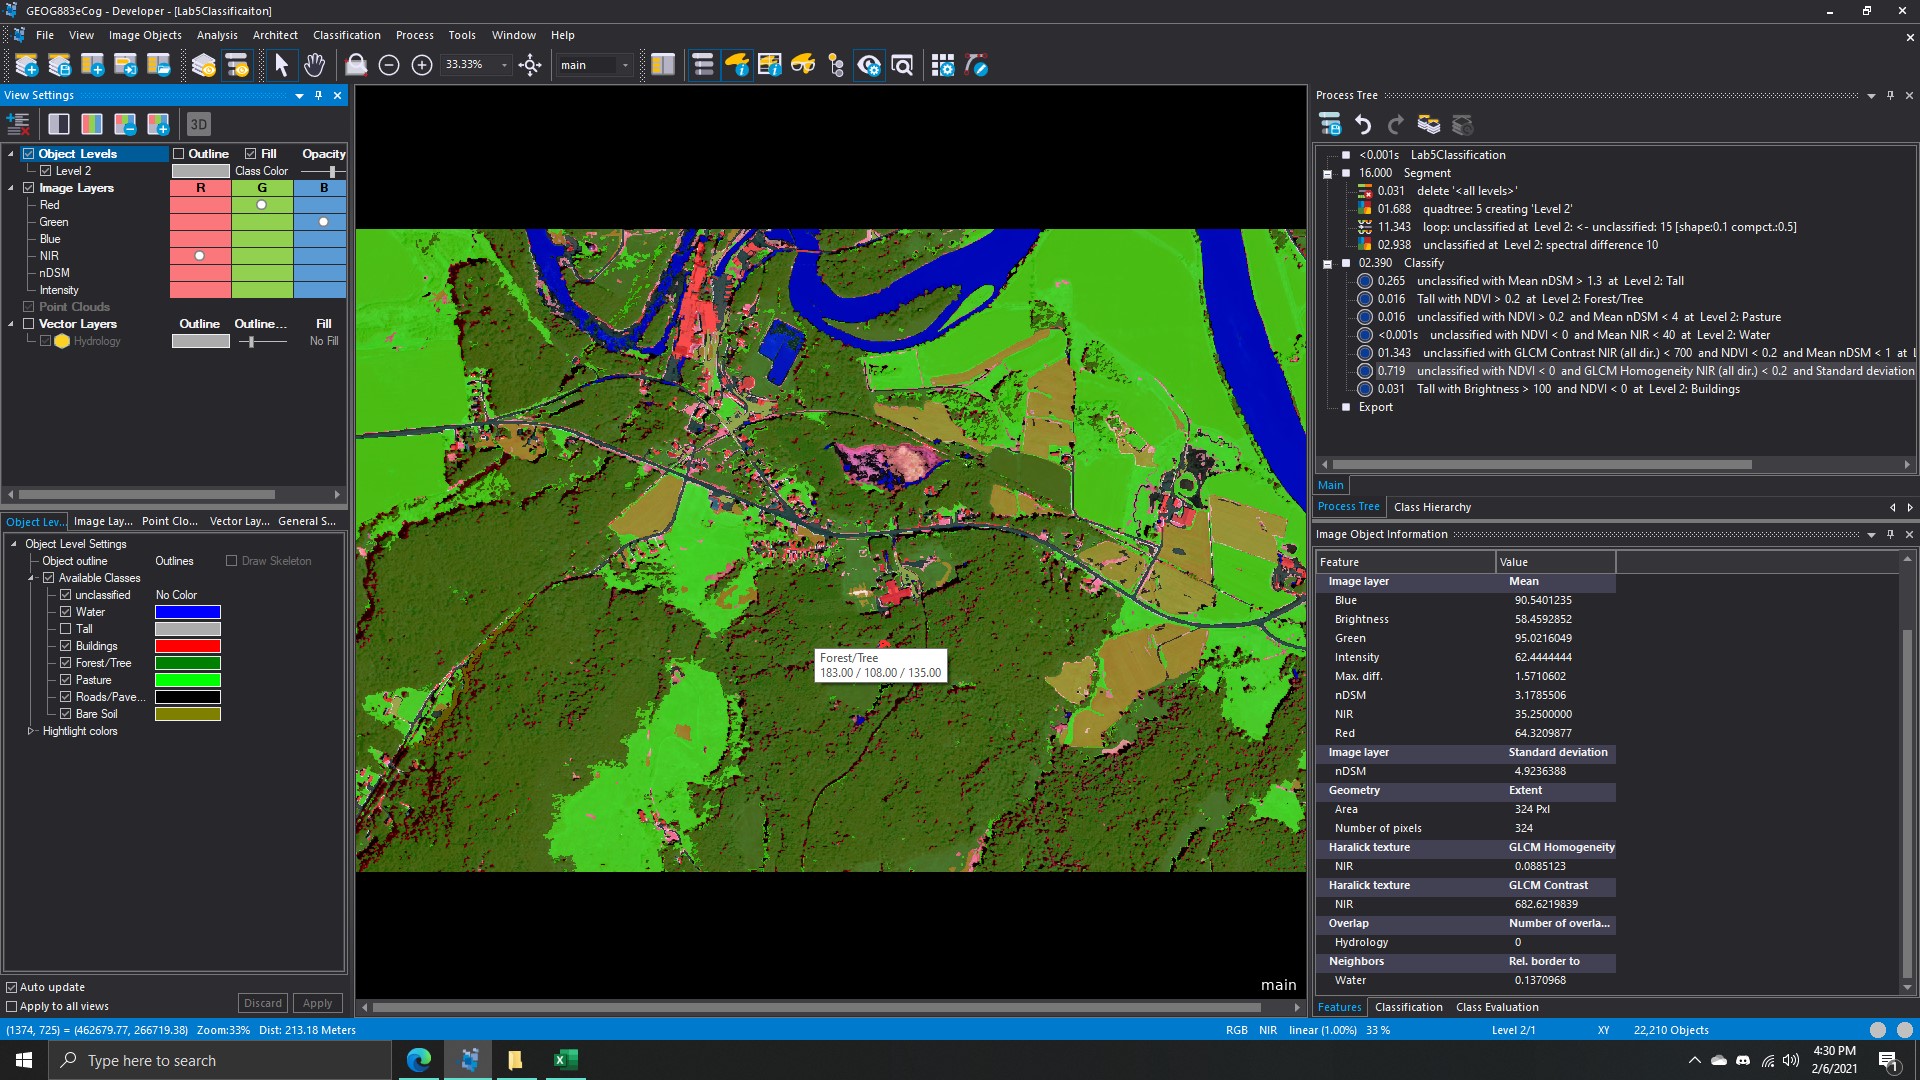 GEOG883eCog - Developer - [Lab5Classificaiton]
File View Image Objects Analysis Architect Classification Process Tools Window Help
33.33% main
View Settings
3D
Object Levels Outline Fill Opacity
Level 2 Class Color
Image Layers R G B
Red
Green
Blue
NIR
nDSM
Intensity
Point Clouds
Vector Layers Outline Outline... Fill
Hydrology No Fill
Object Lev... Image Lay... Point Clo... Vector Lay... General S...
Object Level Settings
Object outline Outlines Draw Skeleton
Available Classes
unclassified No Color
Water
Tall
Buildings
Forest/Tree
Pasture
Roads/Pave...
Bare Soil
Hightlight colors
Auto update
Apply to all views Discard Apply
Forest/Tree
183.00 / 108.00 / 135.00
main
Process Tree
<0.001s Lab5Classification
16.000 Segment
0.031 delete '<all levels>'
01.688 quadtree: 5 creating 'Level 2'
11.343 loop: unclassified at Level 2: <- unclassified: 15 [shape:0.1 compct.:0.5]
02.938 unclassified at Level 2: spectral difference 10
02.390 Classify
0.265 unclassified with Mean nDSM > 1.3 at Level 2: Tall
0.016 Tall with NDVI > 0.2 at Level 2: Forest/Tree
0.016 unclassified with NDVI > 0.2 and Mean nDSM < 4 at Level 2: Pasture
<0.001s unclassified with NDVI < 0 and Mean NIR < 40 at Level 2: Water
01.343 unclassified with GLCM Contrast NIR (all dir.) < 700 and NDVI < 0.2 and Mean nDSM < 1 at L
0.719 unclassified with NDVI < 0 and GLCM Homogeneity NIR (all dir.) < 0.2 and Standard deviation
0.031 Tall with Brightness > 100 and NDVI < 0 at Level 2: Buildings
Export
Main
Process Tree Class Hierarchy
Image Object Information
Feature Value
Image layer Mean
Blue 90.5401235
Brightness 58.4592852
Green 95.0216049
Intensity 62.4444444
Max. diff. 1.5710602
nDSM 3.1785506
NIR 35.2500000
Red 64.3209877
Image layer Standard deviation
nDSM 4.9236388
Geometry Extent
Area 324 Pxl
Number of pixels 324
Haralick texture GLCM Homogeneity
NIR 0.0885123
Haralick texture GLCM Contrast
NIR 682.6219839
Overlap Number of overla...
Hydrology 0
Neighbors Rel. border to
Water 0.1370968
Features Classification Class Evaluation
(1374, 725) = (462679.77, 266719.38) Zoom:33% Dist: 213.18 Meters RGB NIR linear (1.00%) 33 % Level 2/1 XY 22,210 Objects
Type here to search
4:30 PM
2/6/2021
1